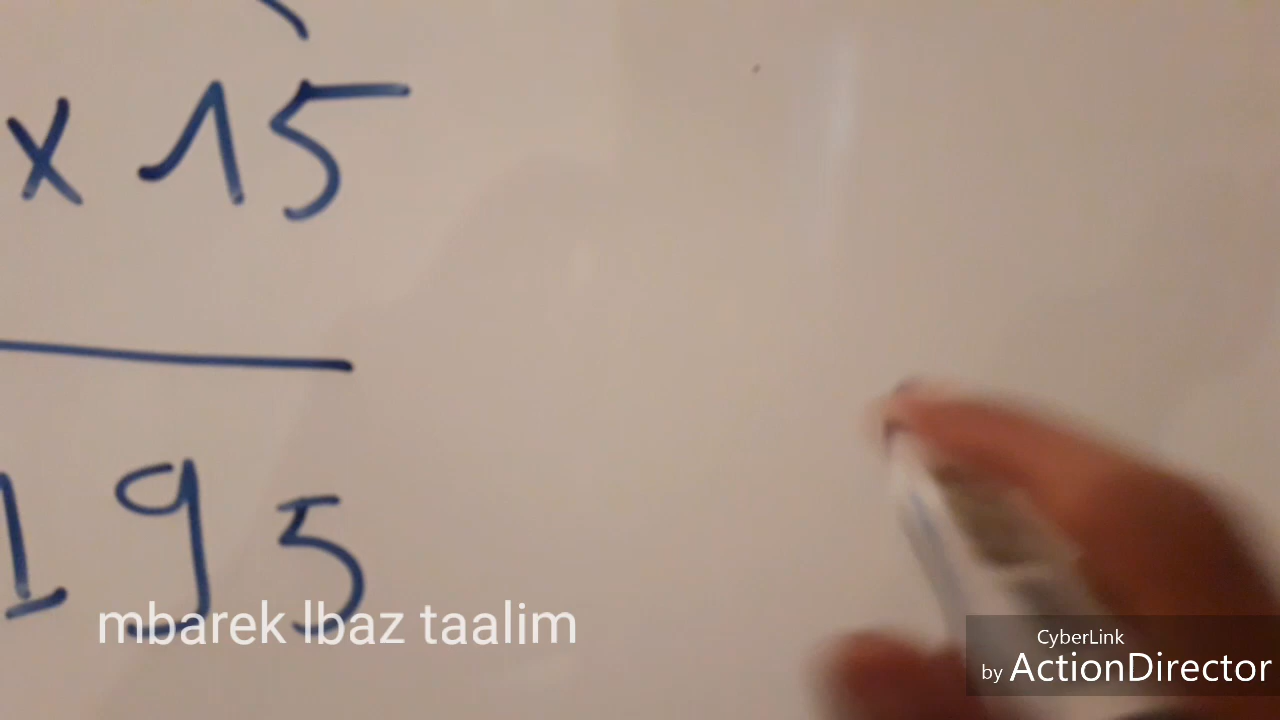 x 15
195
mbarek lbaz taalim
CyberLink
by ActionDirector